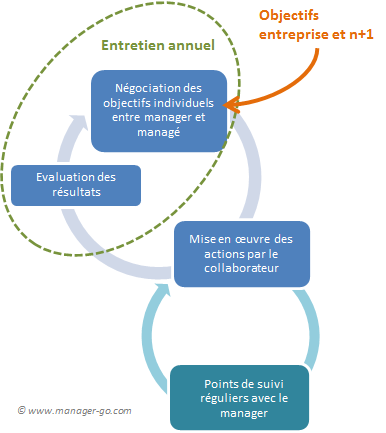 Objectifs
entreprise et n+1
Entretien annuel
Négociation des
objectifs individuels
entre manager et
managé
Evaluation des
résultats
Mise en œuvre des
actions par le
collaborateur
Points de suivi
réguliers avec le
manager
© www.manager-go.com